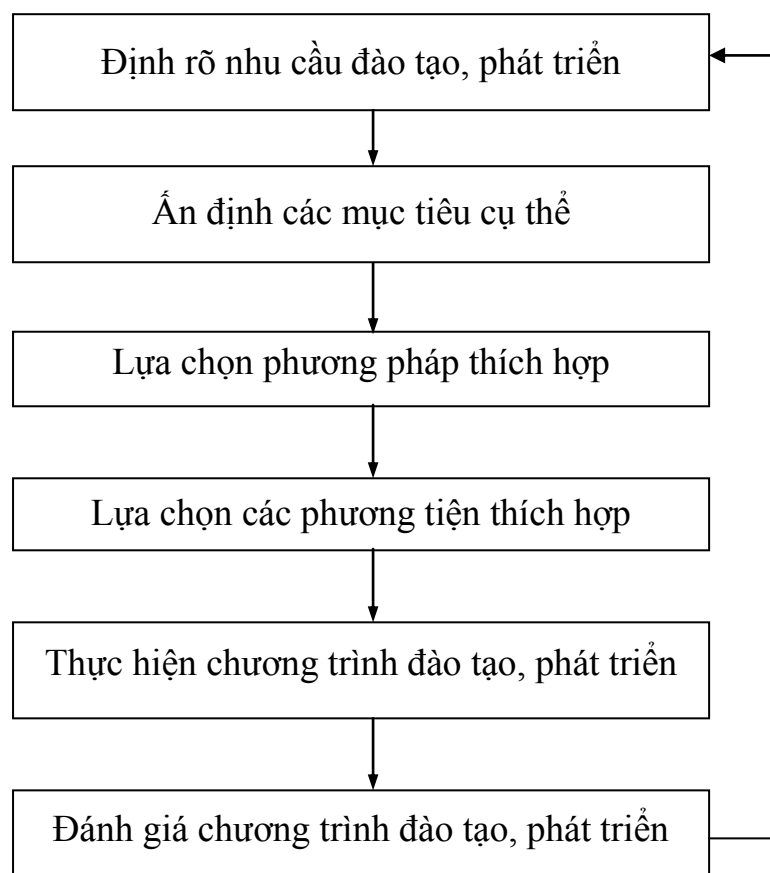 Định rõ nhu cầu đào tạo, phát triển
Ấn định các mục tiêu cụ thể
Lựa chọn phương pháp thích hợp
Lựa chọn các phương tiện thích hợp
Thực hiện chương trình đào tạo, phát triển
Đánh giá chương trình đào tạo, phát triển